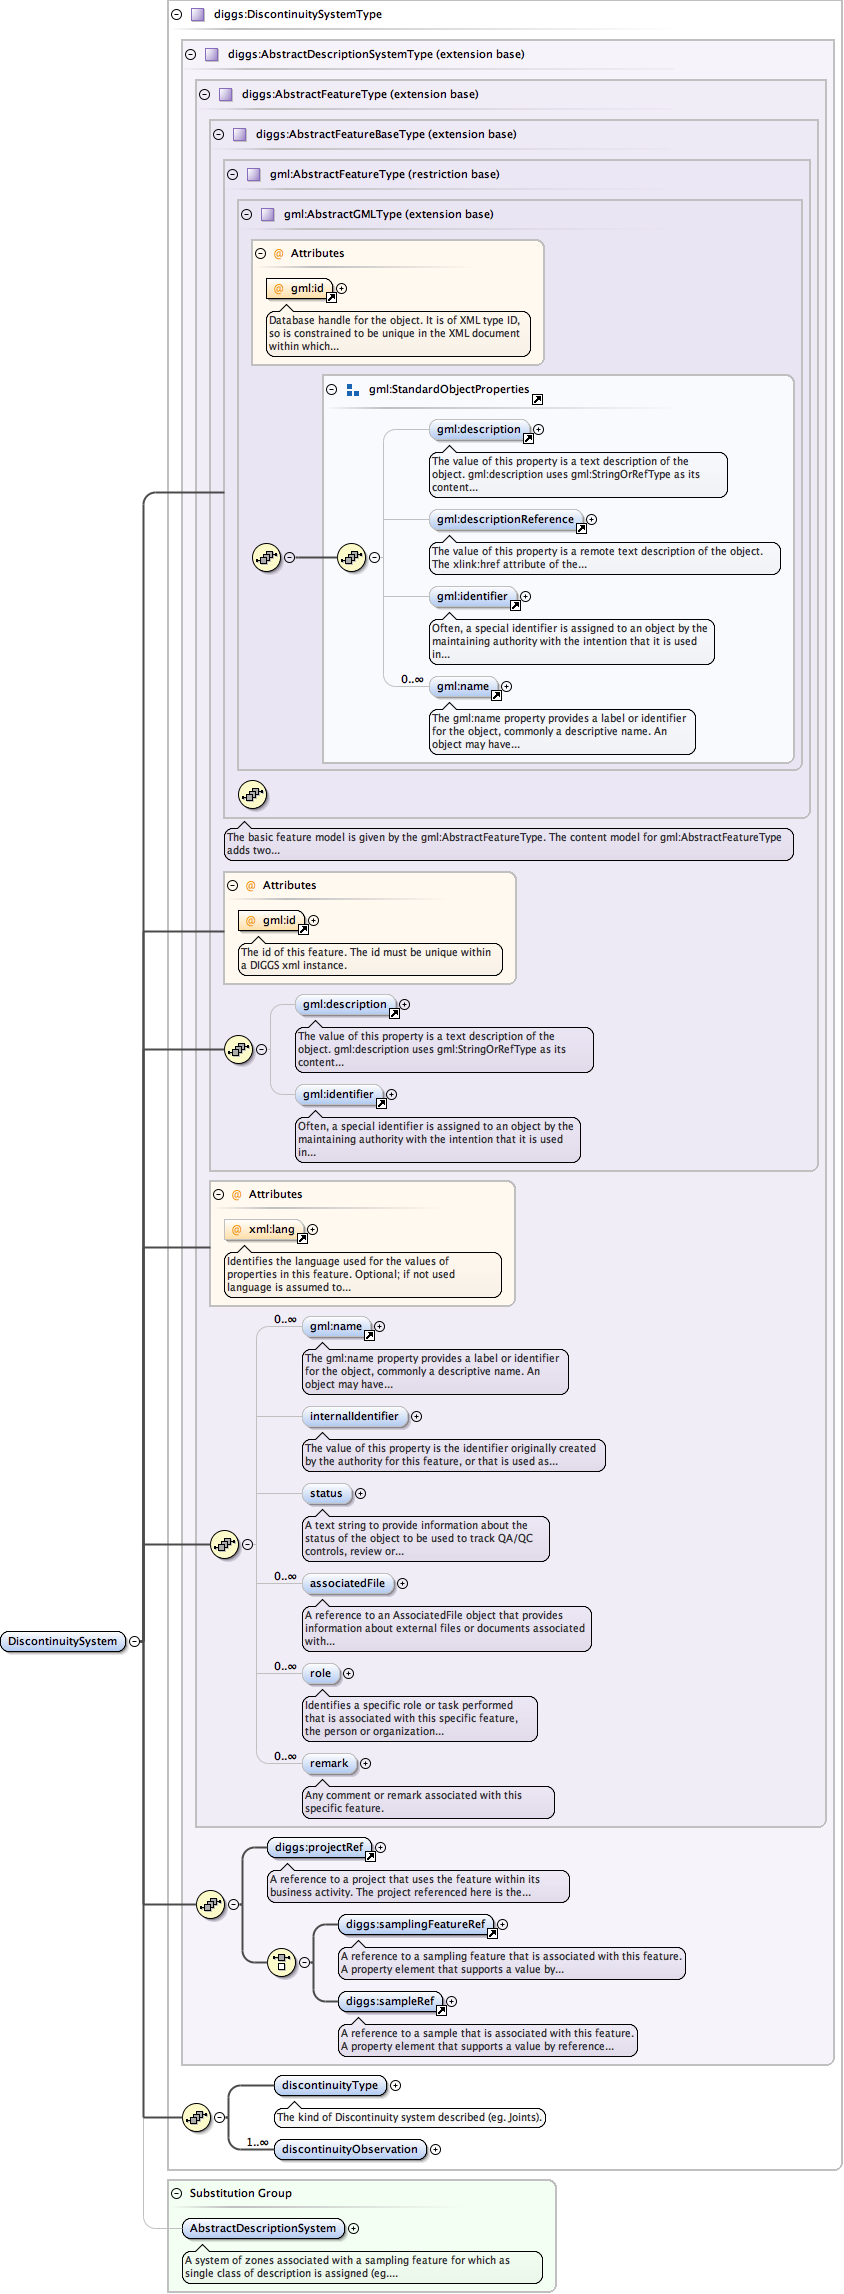 diggs:DiscontinuitySystemType
diggs:AbstractDescriptionSystemType (extension base)
diggs:AbstractFeatureType (extension base)
diggs:AbstractFeatureBaseType (extension base)
gml:AbstractFeatureType (restriction base)
gml:AbstractGMLType (extension base)
@ Attributes
@ gml:id
Database handle for the object. It is of XML type ID,
so is constrained to be unique in the XML document
within which...
gml:StandardObjectProperties
gml:description
The value of this property is a text description of the
object. gml:description uses gml:StringOrRefType as its
content...
gml:descriptionReference
The value of this property is a remote text description of the object.
The xlink:href attribute of the...
gml:identifier
Often, a special identifier is assigned to an object by the
maintaining authority with the intention that it is used
in...
0..∞
gml:name
The gml:name property provides a label or identifier
for the object, commonly a descriptive name. An
object may have...
The basic feature model is given by the gml:AbstractFeatureType. The content model for gml:AbstractFeatureType
adds two...
@ Attributes
@ gml:id
The id of this feature. The id must be unique within
a DIGGS xml instance.
gml:description
The value of this property is a text description of the
object. gml:description uses gml:StringOrRefType as its
content...
gml:identifier
Often, a special identifier is assigned to an object by the
maintaining authority with the intention that it is used
in...
@ Attributes
@ xml:lang
Identifies the language used for the values of
properties in this feature. Optional; if not used
language is assumed to...
0..∞
gml:name
The gml:name property provides a label or identifier
for the object, commonly a descriptive name. An
object may have...
internalIdentifier
The value of this property is the identifier originally created
by the authority for this feature, or that is used as...
status
A text string to provide information about the
status of the object to be used to track QA/QC
controls, review or...
0..∞
associatedFile
A reference to an AssociatedFile object that provides
information about external files or documents associated
with...
DiscontinuitySystem
0..∞
role
Identifies a specific role or task performed
that is associated with this specific feature,
the person or organization...
0..∞
remark
Any comment or remark associated with this
specific feature.
diggs:projectRef
A reference to a project that uses the feature within its
business activity. The project referenced here is the...
diggs:samplingFeatureRef
A reference to a sampling feature that is associated with this feature.
A property element that supports a value by...
diggs:sampleRef
A reference to a sample that is associated with this feature.
A property element that supports a value by reference...
discontinuityType
The kind of Discontinuity system described (eg. Joints).
1..∞
discontinuityObservation
Substitution Group
AbstractDescriptionSystem
A system of zones associated with a sampling feature for which as
single class of description is assigned (eg....